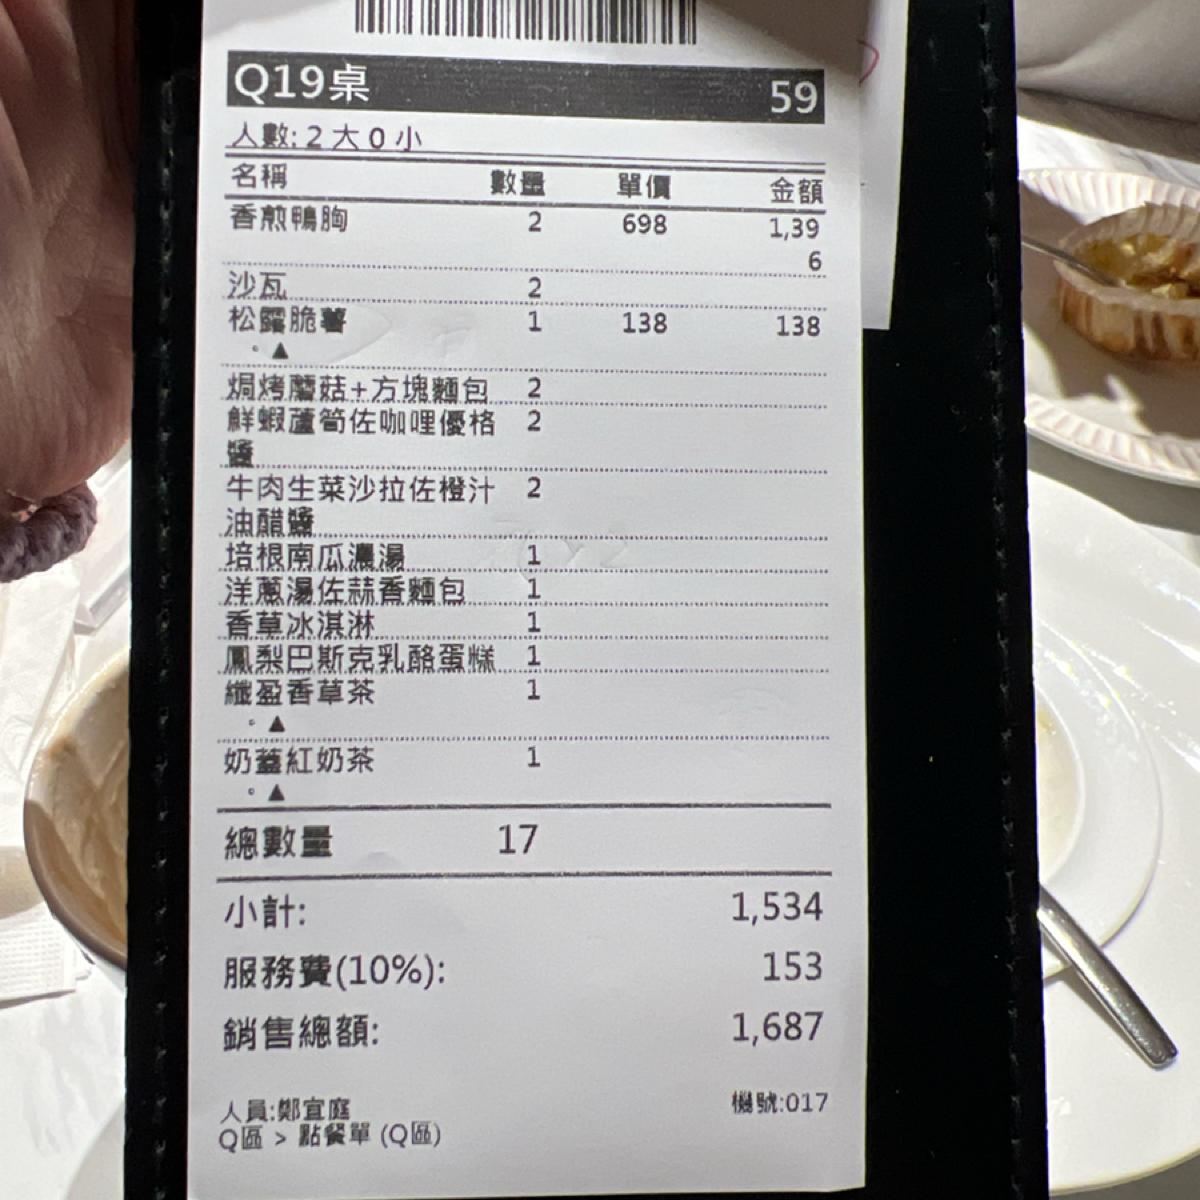 Q19桌 59
人數: 2 大 0 小
名稱 數量 單價 金額
香煎鴨胸 2 698 1,39
6
沙瓦 2
松露脆薯 1 138 138
。▲
焗烤蘑菇+方塊麵包 2
鮮蝦蘆筍佐咖哩優格 2
醬
牛肉生菜沙拉佐橙汁 2
油醋醬
培根南瓜濃湯 1
洋蔥湯佐蒜香麵包 1
香草冰淇淋 1
鳳梨巴斯克乳酪蛋糕 1
纖盈香草茶 1
。▲
奶蓋紅奶茶 1
。▲
總數量 17
小計: 1,534
服務費(10%): 153
銷售總額: 1,687
人員:鄭宜庭 機號:017
Q區 > 點餐單 (Q區)